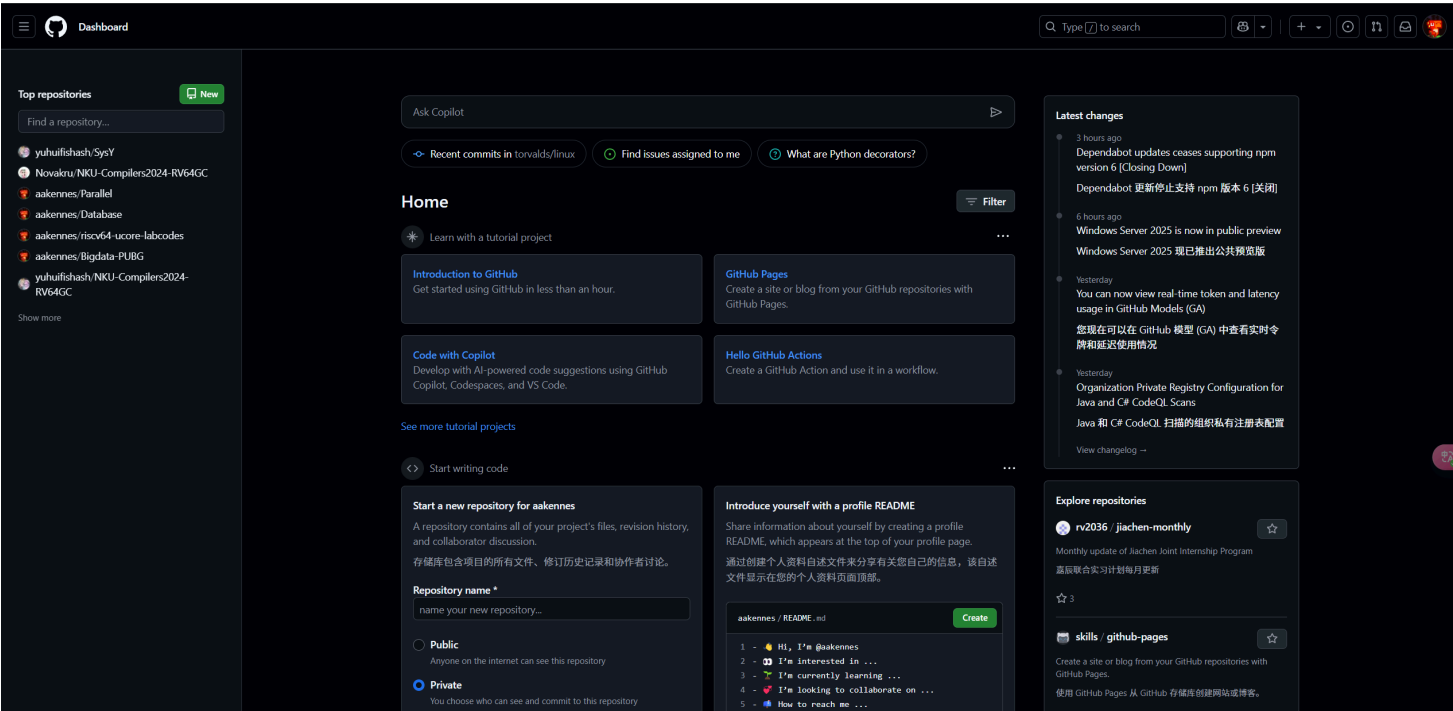 Dashboard
Type / to search
Top repositories
New
Find a repository...
yuhuifishash/SysY
Novakru/NKU-Compilers2024-RV64GC
aakennes/Parallel
aakennes/Database
aakennes/riscv64-ucore-labcodes
aakennes/Bigdata-PUBG
yuhuifishash/NKU-Compilers2024-
RV64GC
Show more
Ask Copilot
Recent commits in torvalds/linux
Find issues assigned to me
What are Python decorators?
Home
Filter
Learn with a tutorial project
Introduction to GitHub
Get started using GitHub in less than an hour.
GitHub Pages
Create a site or blog from your GitHub repositories with
GitHub Pages.
Code with Copilot
Develop with AI-powered code suggestions using GitHub
Copilot, Codespaces, and VS Code.
Hello GitHub Actions
Create a GitHub Action and use it in a workflow.
See more tutorial projects
Start writing code
Start a new repository for aakennes
A repository contains all of your project's files, revision history,
and collaborator discussion.
存储库包含项目的所有文件、修订历史记录和协作者讨论。
Repository name *
name your new repository...
Public
Anyone on the internet can see this repository
Private
You choose who can see and commit to this repository
Introduce yourself with a profile README
Share information about yourself by creating a profile
README, which appears at the top of your profile page.
通过创建个人资料自述文件来分享有关您自己的信息，该自述
文件显示在您的个人资料页面顶部。
aakennes / README.md
Create
1 - 👋 Hi, I'm @aakennes
2 - 👀 I'm interested in ...
3 - 🌱 I'm currently learning ...
4 - 💞️ I'm looking to collaborate on ...
5 - 📫 How to reach me ...
Latest changes
3 hours ago
Dependabot updates ceases supporting npm
version 6 [Closing Down]
Dependabot 更新停止支持 npm 版本 6 [关闭]
6 hours ago
Windows Server 2025 is now in public preview
Windows Server 2025 现已推出公共预览版
Yesterday
You can now view real-time token and latency
usage in GitHub Models (GA)
您现在可以在 GitHub 模型 (GA) 中查看实时令
牌和延迟使用情况
Yesterday
Organization Private Registry Configuration for
Java and C# CodeQL Scans
Java 和 C# CodeQL 扫描的组织私有注册表配置
View changelog →
Explore repositories
rv2036 / jiachen-monthly
Monthly update of Jiachen Joint Internship Program
嘉辰联合实习计划每月更新
3
skills / github-pages
Create a site or blog from your GitHub repositories with
GitHub Pages.
使用 GitHub Pages 从 GitHub 存储库创建网站或博客。